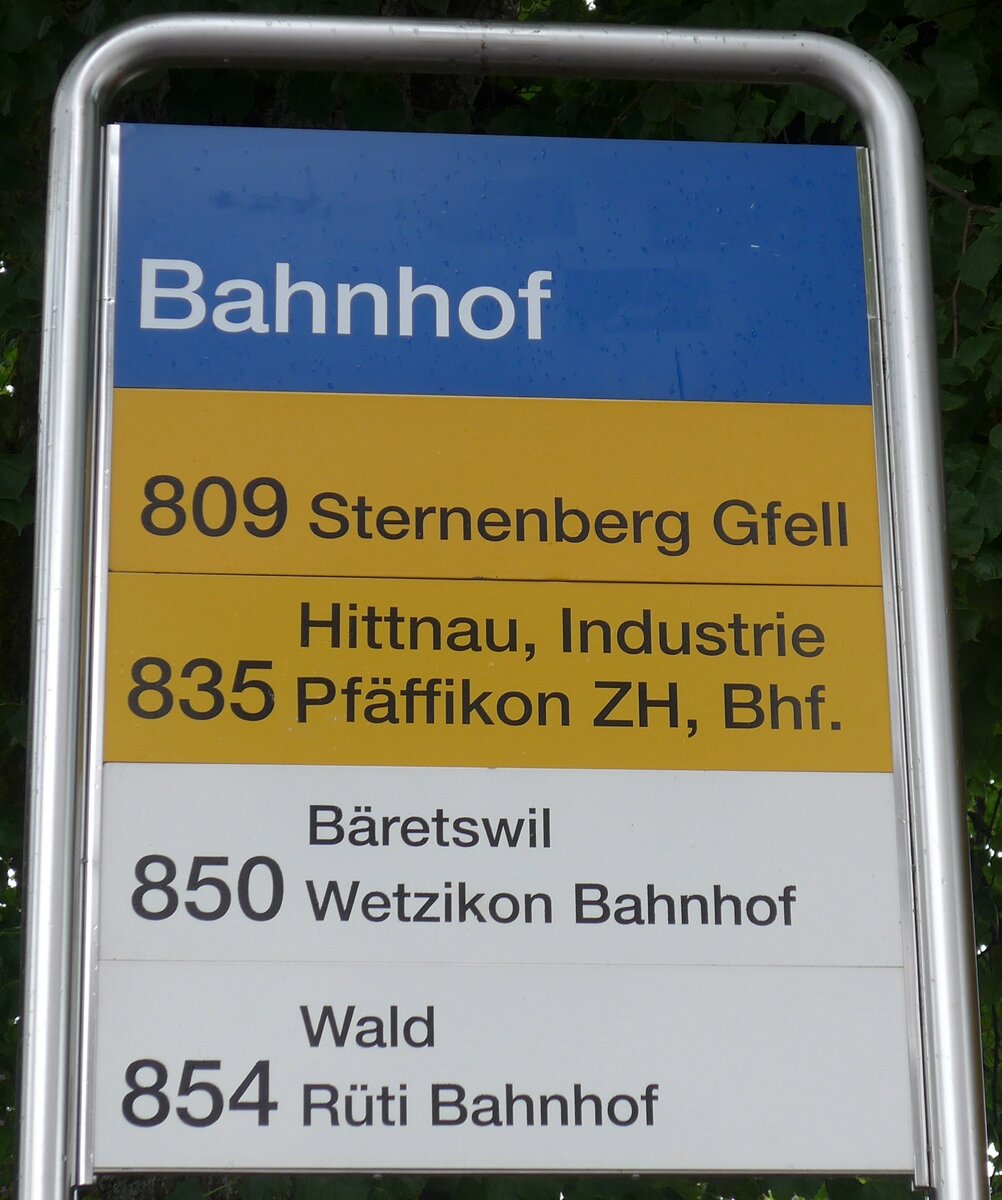 Bahnhof
809 Sternenberg Gfell
Hittnau, Industrie
835 Pfäffikon ZH, Bhf.
Bäretswil
850 Wetzikon Bahnhof
Wald
854 Rüti Bahnhof